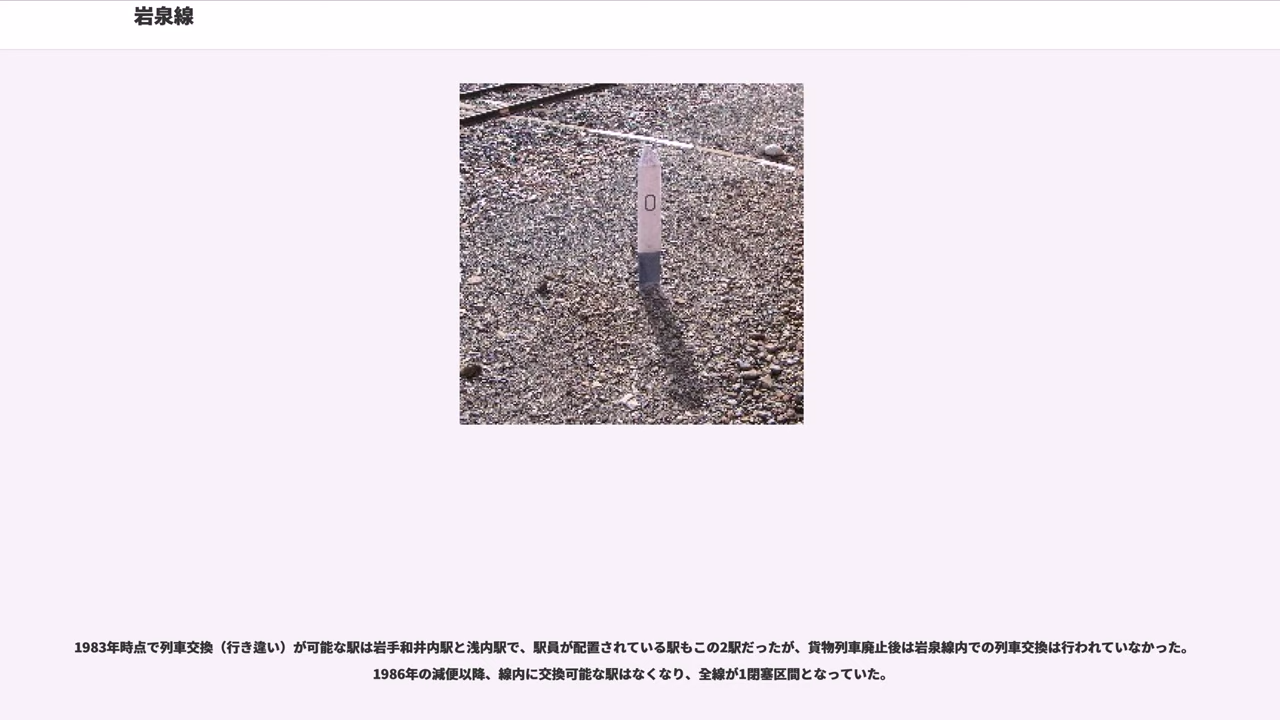 岩泉線
0
1983年時点で列車交換（行き違い）が可能な駅は岩手和井内駅と浅内駅で、駅員が配置されている駅もこの2駅だったが、貨物列車廃止後は岩泉線内での列車交換は行われていなかった。
1986年の減便以降、線内に交換可能な駅はなくなり、全線が1閉塞区間となっていた。